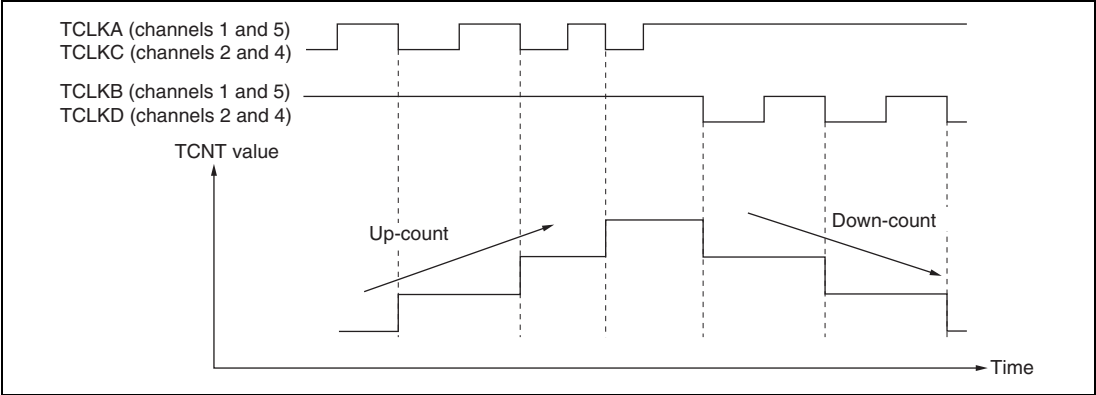 TCLKA (channels 1 and 5)
TCLKC (channels 2 and 4)
TCLKB (channels 1 and 5)
TCLKD (channels 2 and 4)
TCNT value
Up-count
Down-count
Time